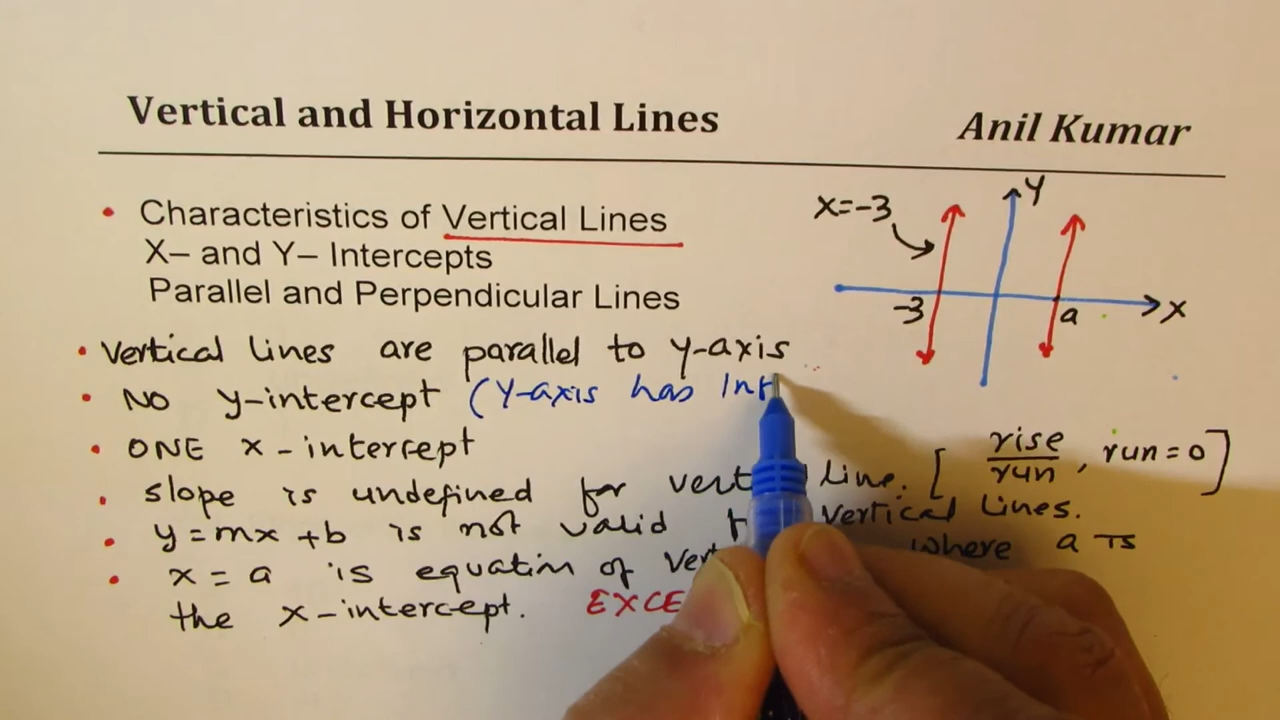 Vertical and Horizontal Lines
Anil Kumar
• Characteristics of Vertical Lines
X– and Y– Intercepts
Parallel and Perpendicular Lines
• Vertical lines are parallel to y-axis
• No y-intercept (Y-axis has Int
• ONE x-intercept
• slope is undefined for vert line. [rise/run, run=0]
• y=mx+b is not valid vertical lines.
• x=a is equation of ver where a is
the x-intercept. EXCE
x=-3
Y
-3
a
X